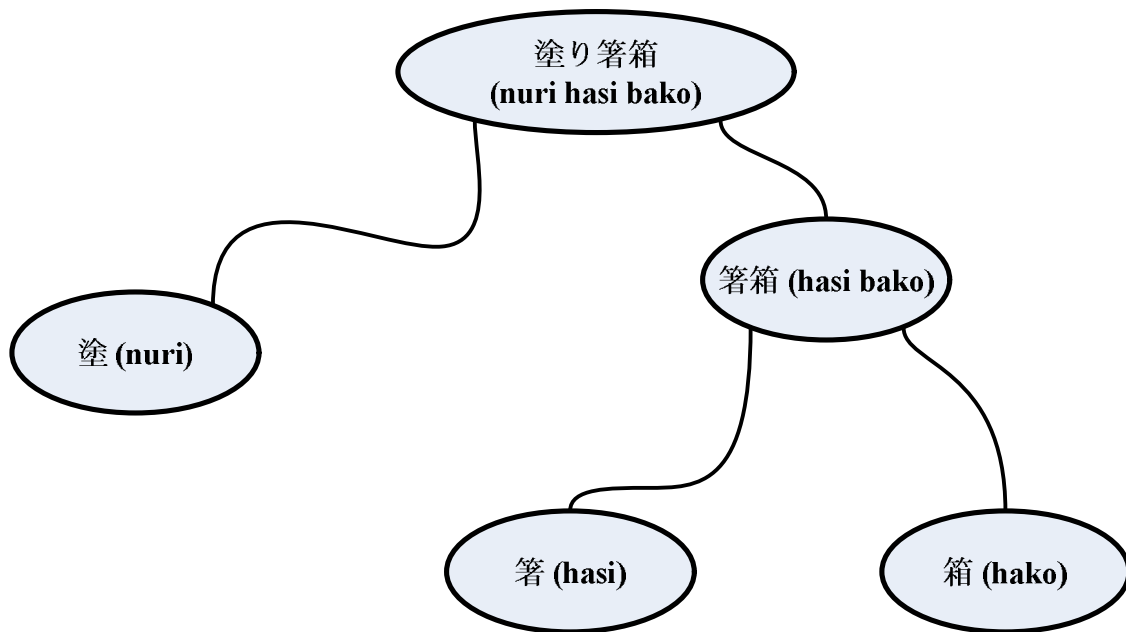 塗り箸箱
(nuri hasi bako)
箸箱 (hasi bako)
塗 (nuri)
箸 (hasi)
箱 (hako)